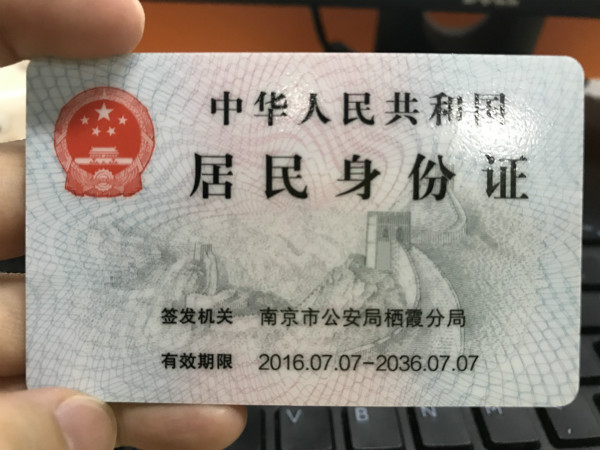 中华人民共和国
居民身份证
签发机关 南京市公安局栖霞分局
有效期限 2016.07.07-2036.07.07
V
B
N
M